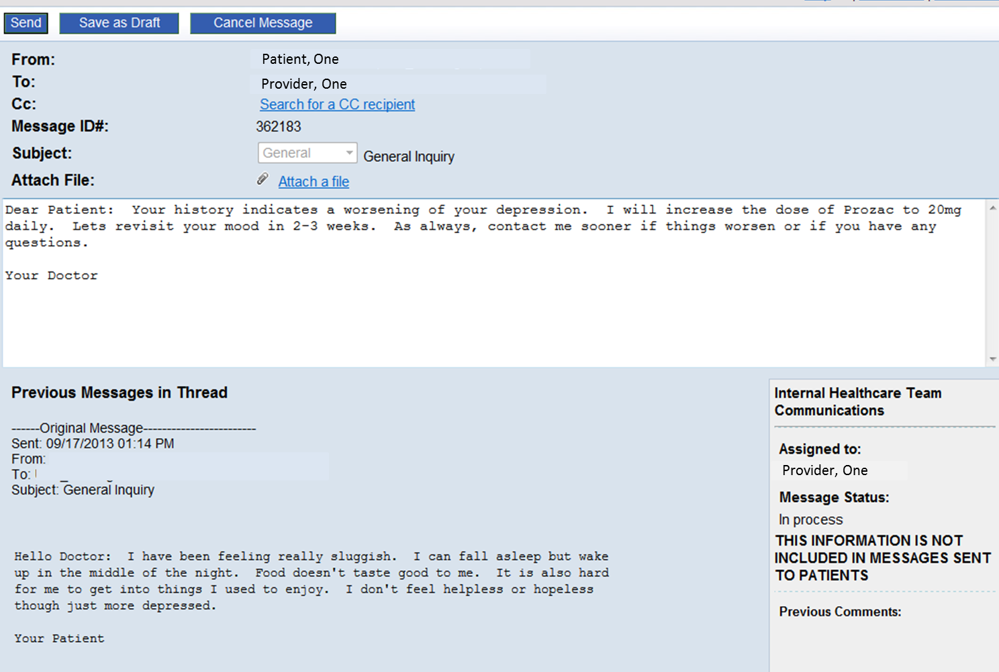 Send Save as Draft Cancel Message
From: Patient, One
To: Provider, One
Cc: Search for a CC recipient
Message ID#: 362183
Subject: General General Inquiry
Attach File: Attach a file
Dear Patient:  Your history indicates a worsening of your depression.  I will increase the dose of Prozac to 20mg
daily.  Lets revisit your mood in 2-3 weeks.  As always, contact me sooner if things worsen or if you have any
questions.
Your Doctor
Previous Messages in Thread
------Original Message------------------------
Sent: 09/17/2013 01:14 PM
From:
To:
Subject: General Inquiry
Hello Doctor:  I have been feeling really sluggish.  I can fall asleep but wake
up in the middle of the night.  Food doesn't taste good to me.  It is also hard
for me to get into things I used to enjoy.  I don't feel helpless or hopeless
though just more depressed.
Your Patient
Internal Healthcare Team
Communications
Assigned to:
Provider, One
Message Status:
In process
THIS INFORMATION IS NOT
INCLUDED IN MESSAGES SENT
TO PATIENTS
Previous Comments: